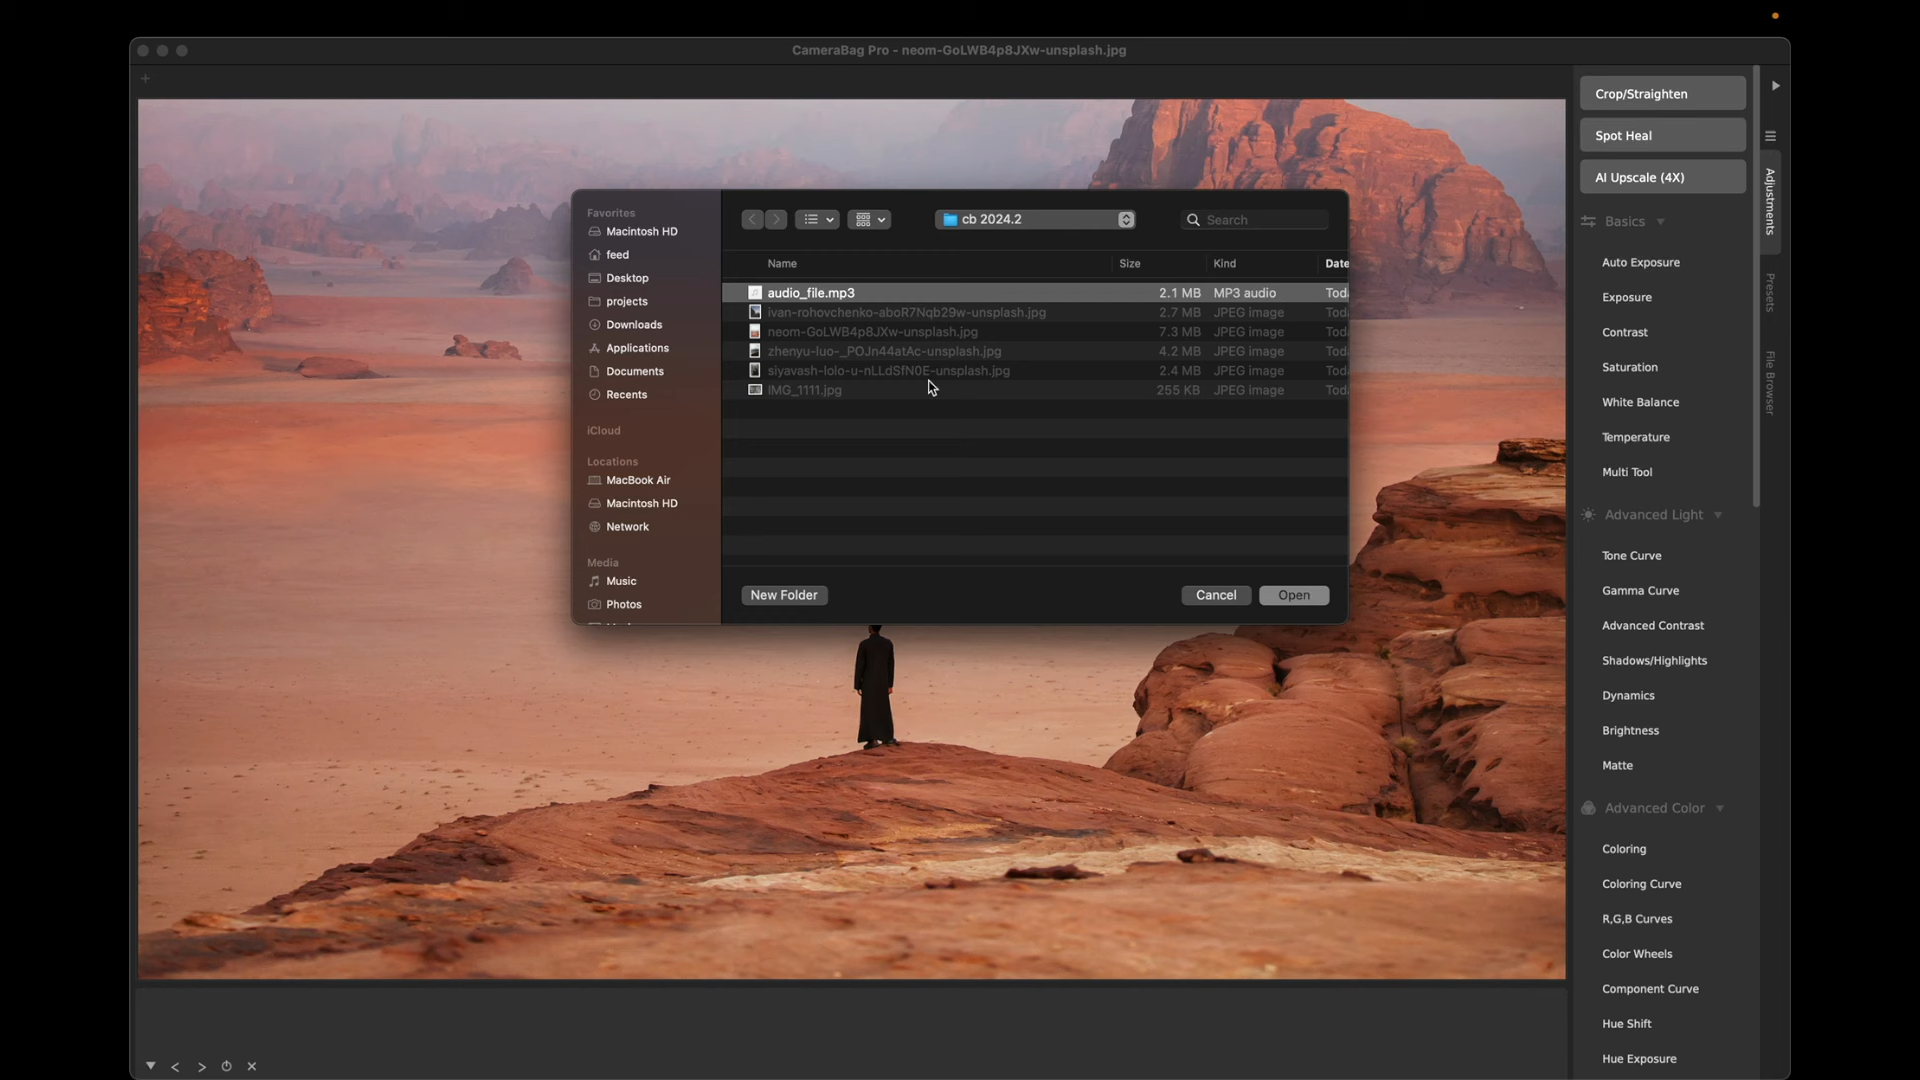 CameraBag Pro - neom-GoLWB4p8JXw-unsplash.jpg
Favorites
Macintosh HD
feed
Desktop
projects
Downloads
Applications
Documents
Recents
iCloud
Locations
MacBook Air
Macintosh HD
Network
Media
Music
Photos
cb 2024.2
Search
Name Size Kind Date
audio_file.mp3 2.1 MB MP3 audio Toda
ivan-rohovchenko-aboR7Nqb29w-unsplash.jpg 2.7 MB JPEG image Toda
neom-GoLWB4p8JXw-unsplash.jpg 7.3 MB JPEG image Toda
zhenyu-luo-_POJn44atAc-unsplash.jpg 4.2 MB JPEG image Toda
siyavash-lolo-u-nLLdSfN0E-unsplash.jpg 2.4 MB JPEG image Toda
IMG_1111.jpg 255 KB JPEG image Toda
New Folder
Cancel
Open
Crop/Straighten
Spot Heal
AI Upscale (4X)
Basics
Auto Exposure
Exposure
Contrast
Saturation
White Balance
Temperature
Multi Tool
Advanced Light
Tone Curve
Gamma Curve
Advanced Contrast
Shadows/Highlights
Dynamics
Brightness
Matte
Advanced Color
Coloring
Coloring Curve
R,G,B Curves
Color Wheels
Component Curve
Hue Shift
Hue Exposure
Adjustments
Presets
File Browser